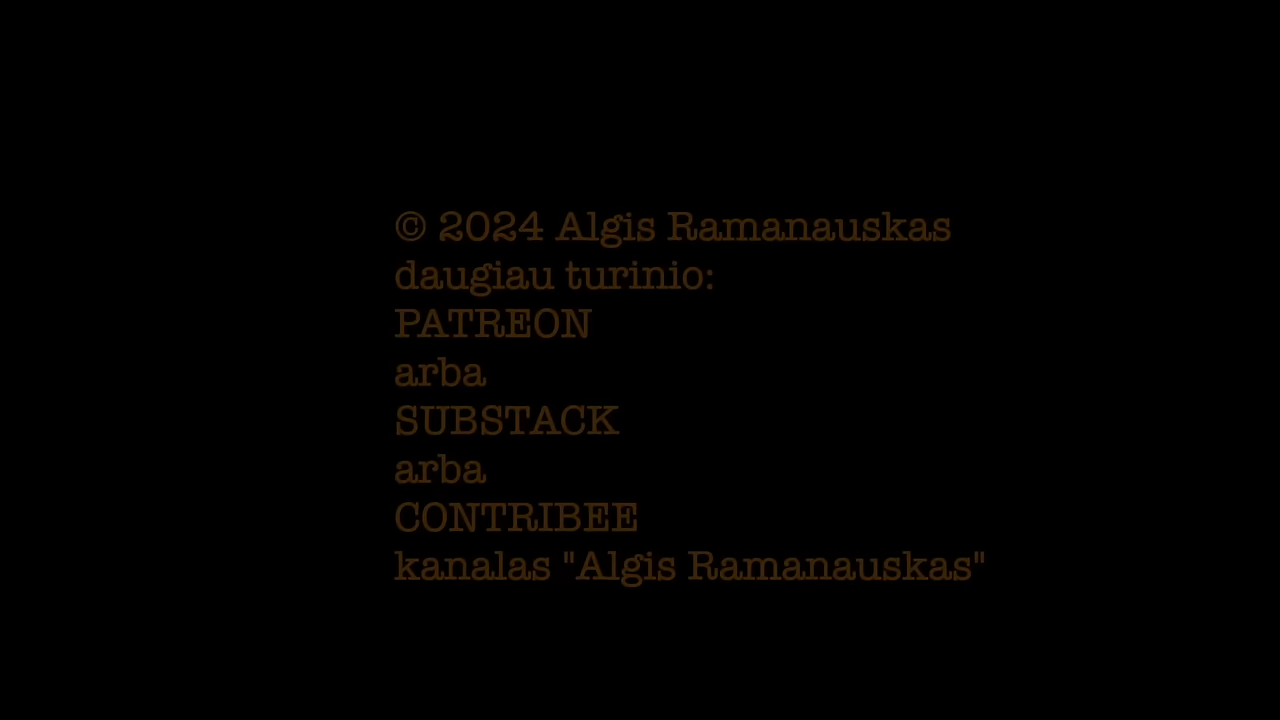 © 2024 Algis Ramanauskas
daugiau turinio:
PATREON
arba
SUBSTACK
arba
CONTRIBEE
kanalas "Algis Ramanauskas"